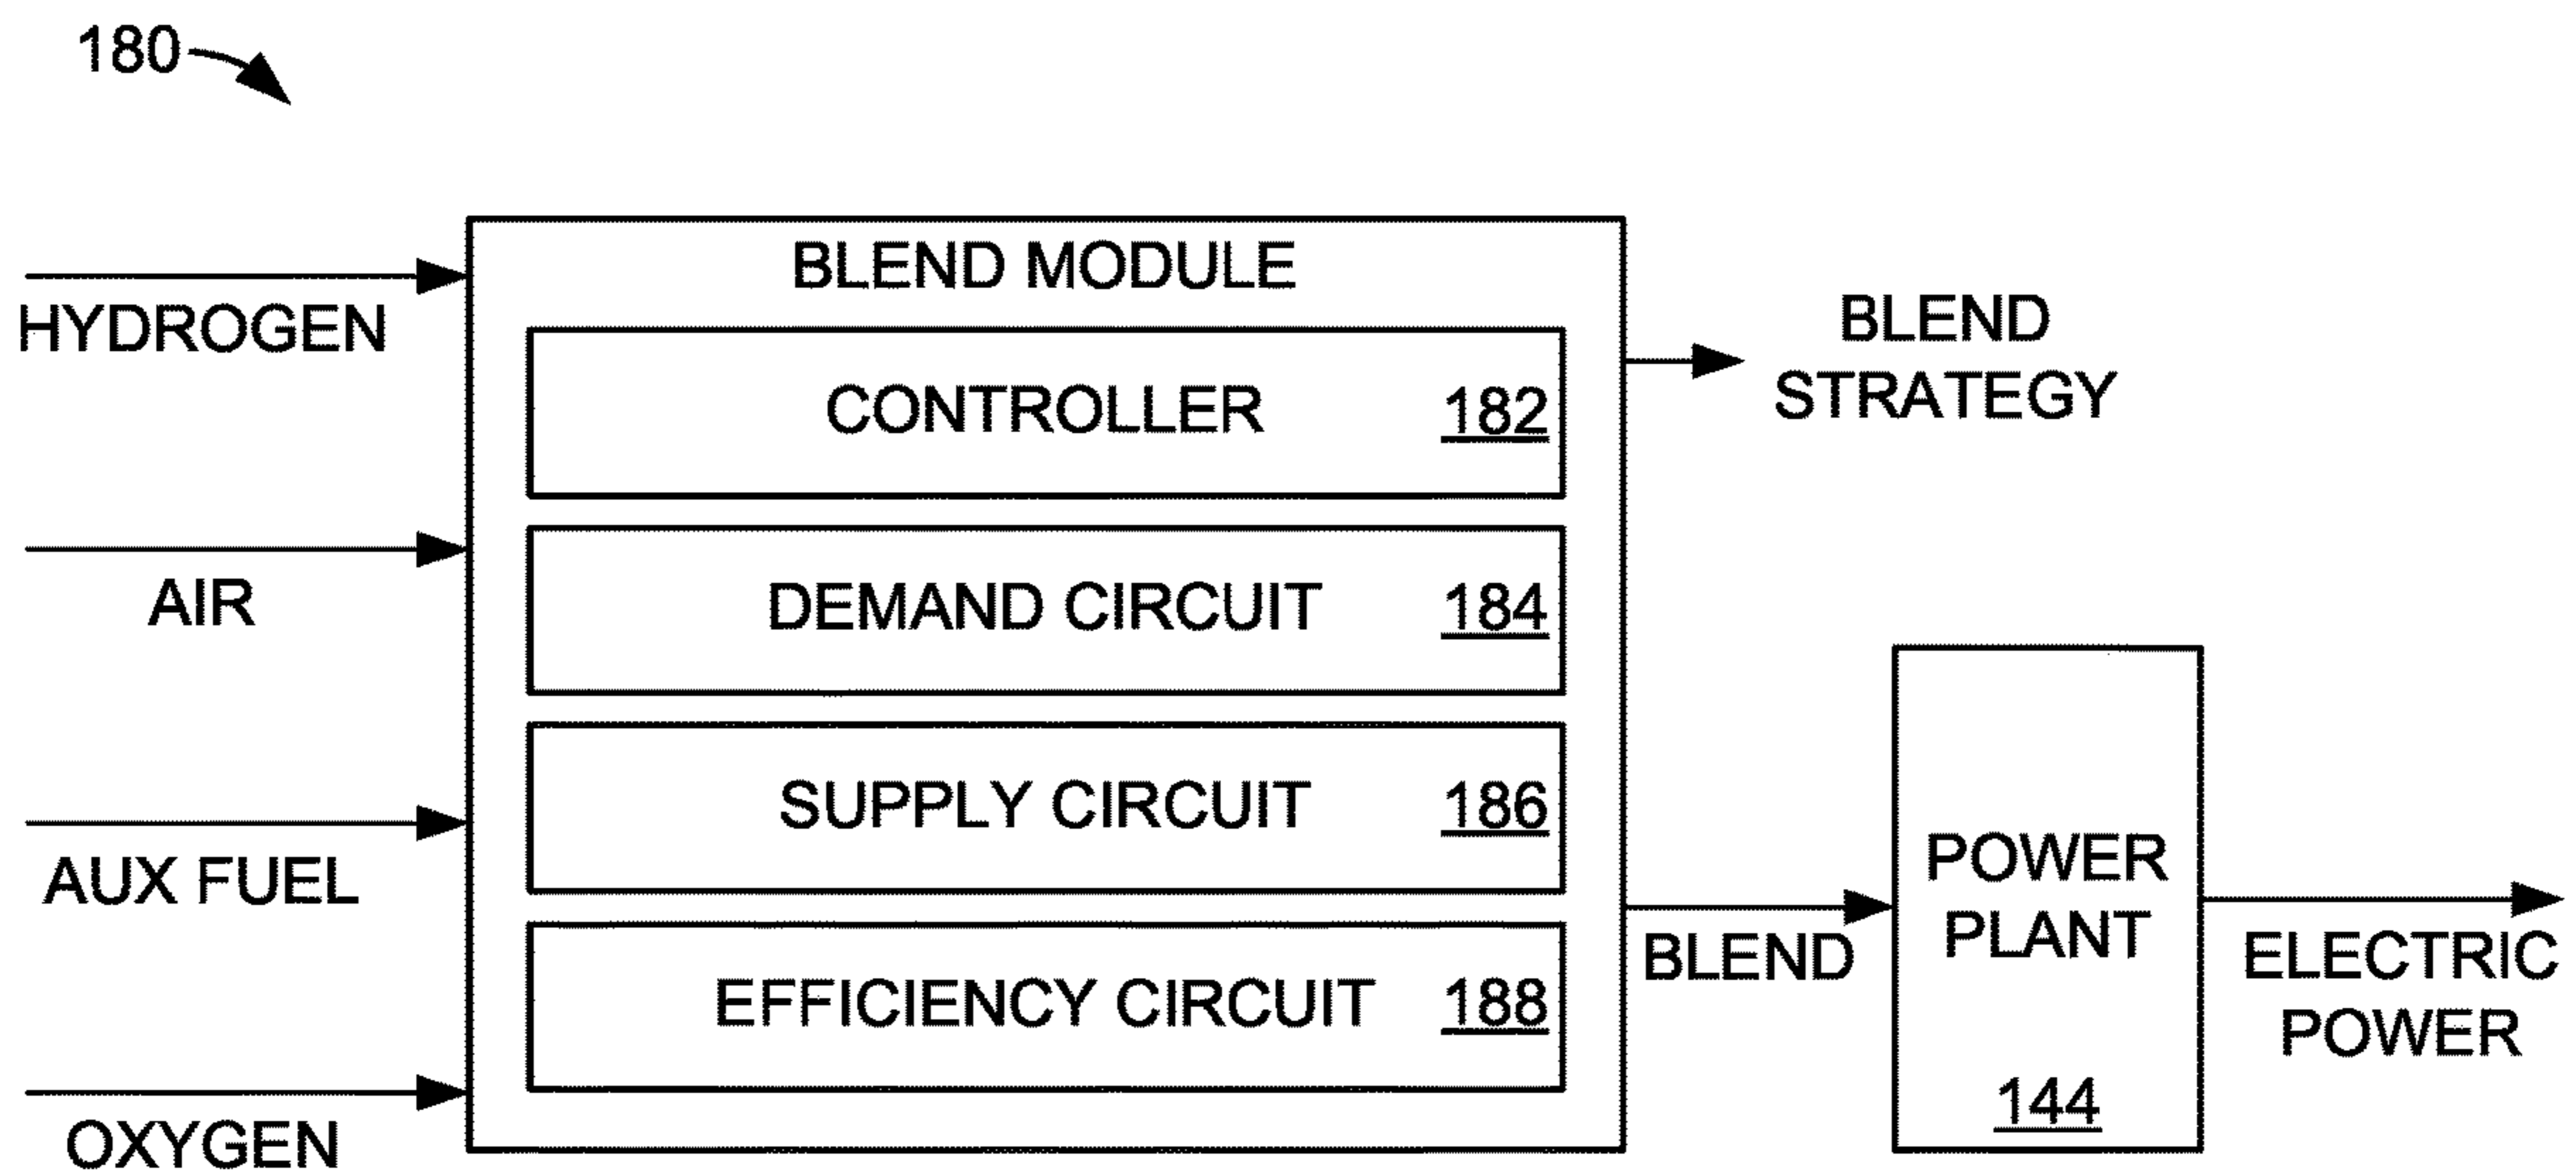 180
BLEND MODULE
HYDROGEN
AIR
AUX FUEL
OXYGEN
CONTROLLER 182
DEMAND CIRCUIT 184
SUPPLY CIRCUIT 186
EFFICIENCY CIRCUIT 188
BLEND
STRATEGY
BLEND
POWER
PLANT
144
ELECTRIC
POWER